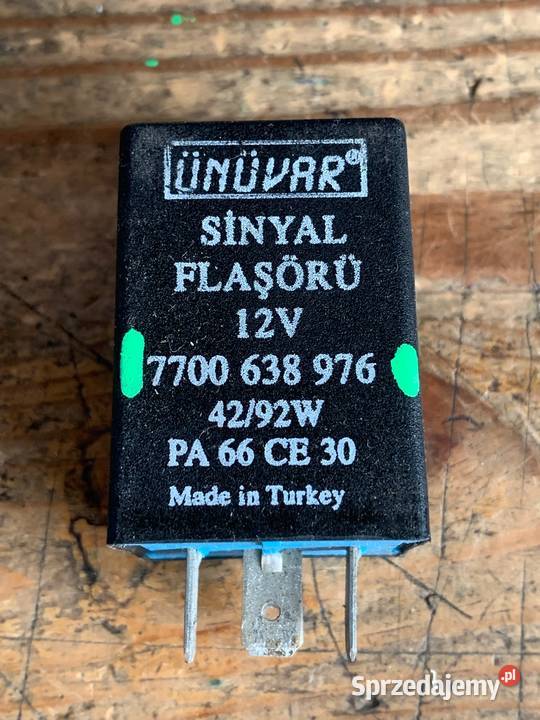 ÜNÜVAR®
SİNYAL
FLAŞÖRÜ
12V
7700 638 976
42/92W
PA 66 CE 30
Made in Turkey
Sprzedajemy.pl